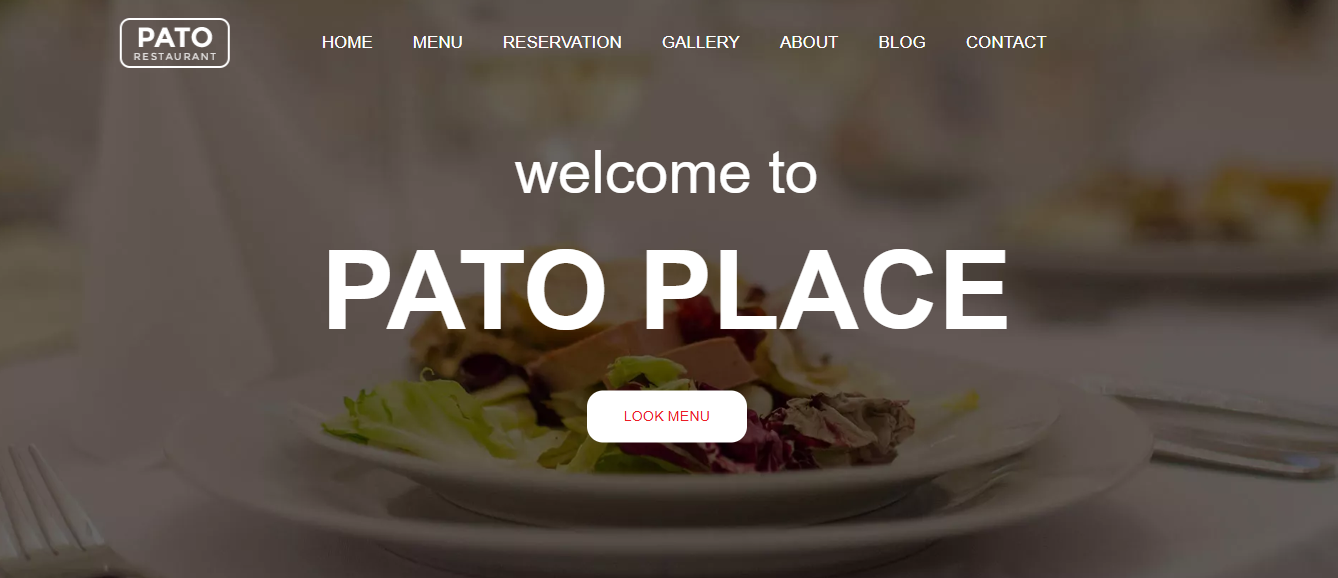 PATO
RESTAURANT
HOME MENU RESERVATION GALLERY ABOUT BLOG CONTACT
welcome to
PATO PLACE
LOOK MENU